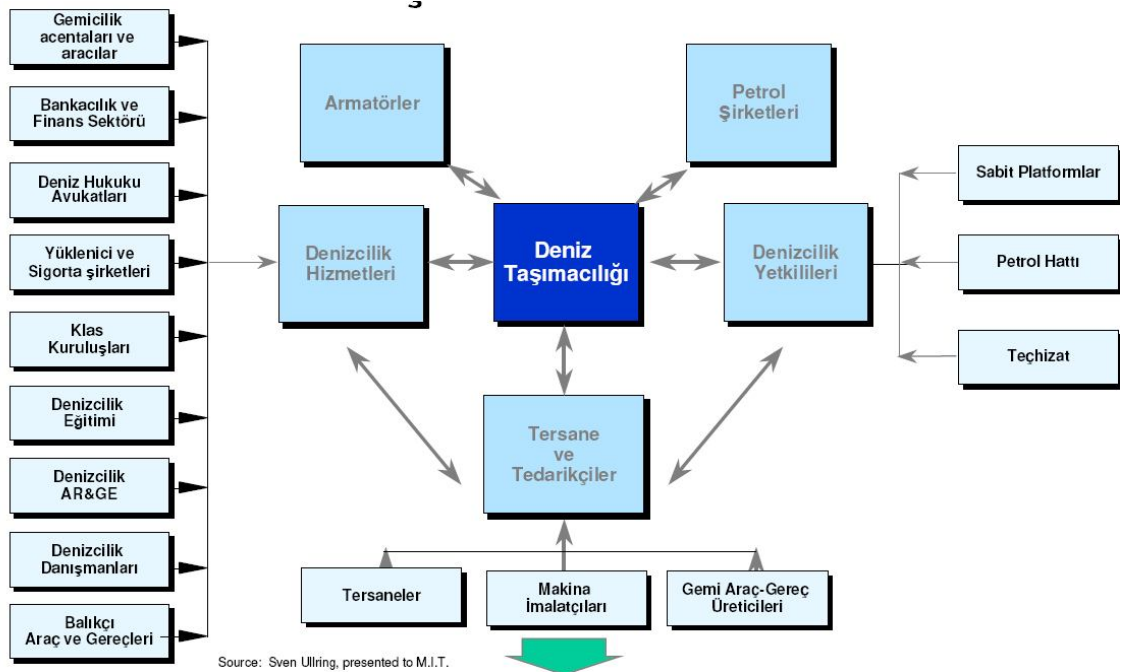 Gemicilik
acentaları ve
aracılar
Bankacılık ve
Finans Sektörü
Deniz Hukuku
Avukatları
Yüklenici ve
Sigorta şirketleri
Klas
Kuruluşları
Denizcilik
Eğitimi
Denizcilik
AR&GE
Denizcilik
Danışmanları
Balıkçı
Araç ve Gereçleri
Armatörler
Petrol
Şirketleri
Denizcilik
Hizmetleri
Deniz
Taşımacılığı
Denizcilik
Yetkilileri
Sabit Platformlar
Petrol Hattı
Teçhizat
Tersane
ve
Tedarikçiler
Tersaneler
Makina
İmalatçıları
Gemi Araç-Gereç
Üreticileri
Source: Sven Ullring, presented to M.I.T.